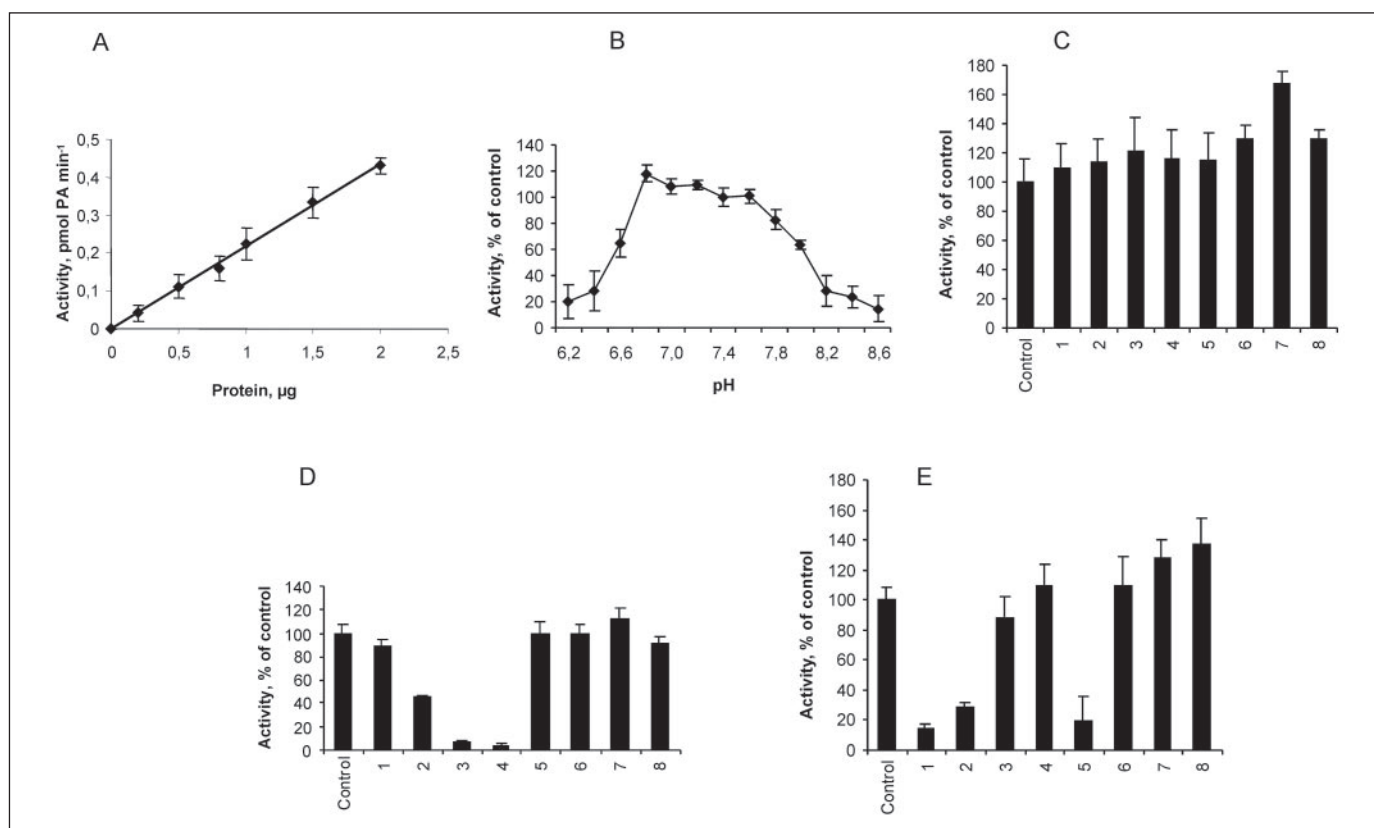 A
Activity, pmol PA min⁻¹
0,5
0,4
0,3
0,2
0,1
0
0 0,5 1 1,5 2 2,5
Protein, µg
B
Activity, % of control
140
120
100
80
60
40
20
0
6,2 6,6 7,0 7,4 7,8 8,2 8,6
pH
C
Activity, % of control
180
160
140
120
100
80
60
40
20
0
Control 1 2 3 4 5 6 7 8
D
Activity, % of control
140
120
100
80
60
40
20
0
Control 1 2 3 4 5 6 7 8
E
Activity, % of control
180
160
140
120
100
80
60
40
20
0
Control 1 2 3 4 5 6 7 8